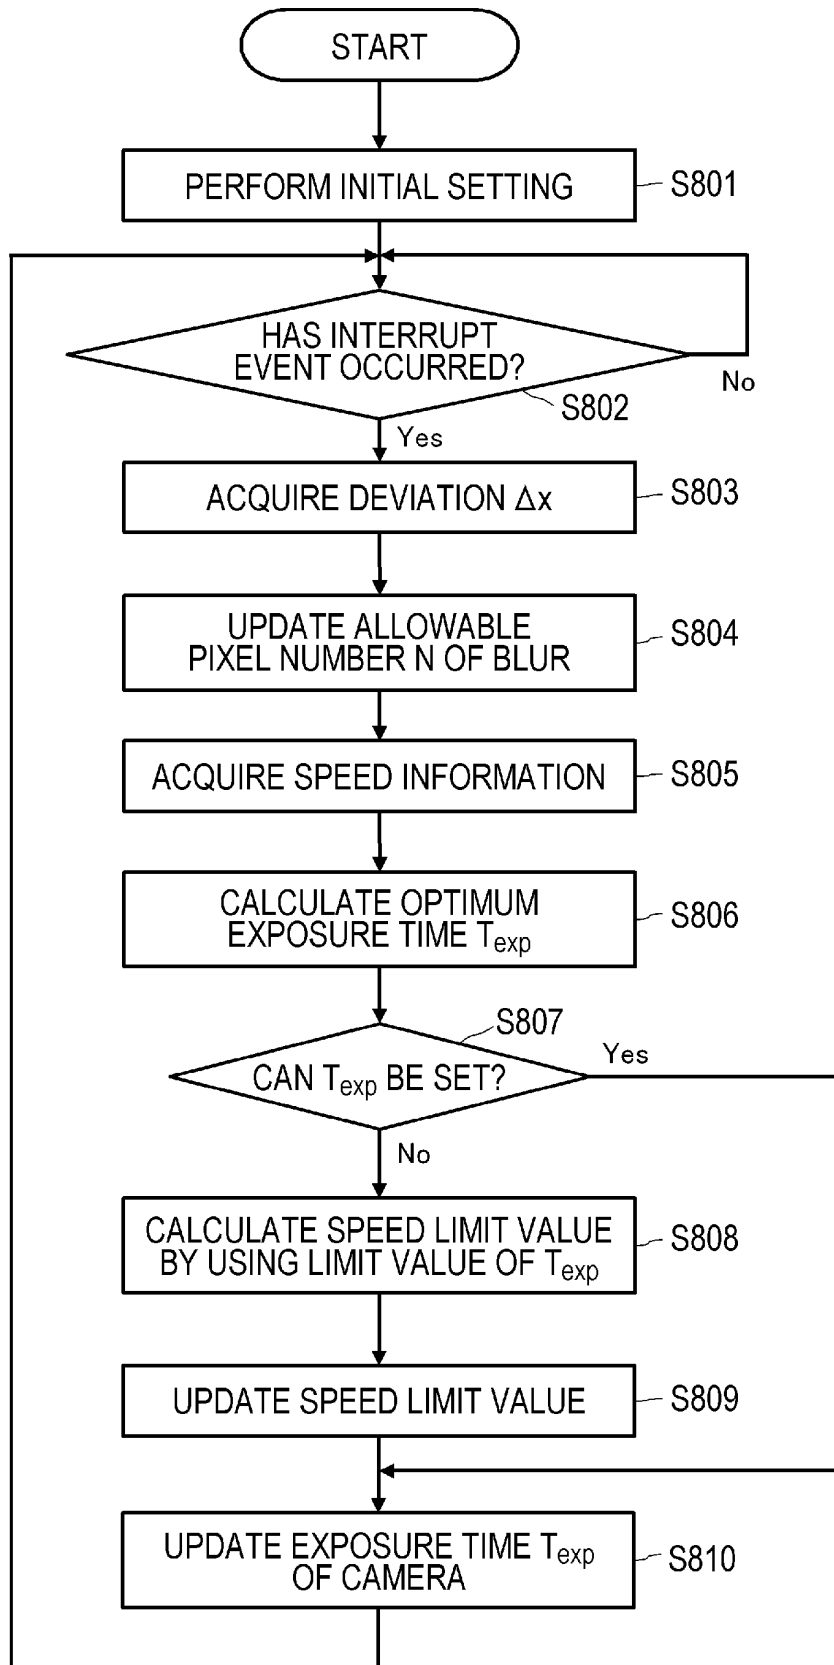 START
PERFORM INITIAL SETTING
S801
HAS INTERRUPT
EVENT OCCURRED?
No
S802
Yes
ACQUIRE DEVIATION Δx
S803
UPDATE ALLOWABLE
PIXEL NUMBER N OF BLUR
S804
ACQUIRE SPEED INFORMATION
S805
CALCULATE OPTIMUM
EXPOSURE TIME Texp
S806
S807
CAN Texp BE SET?
Yes
No
CALCULATE SPEED LIMIT VALUE
BY USING LIMIT VALUE OF Texp
S808
UPDATE SPEED LIMIT VALUE
S809
UPDATE EXPOSURE TIME Texp
OF CAMERA
S810